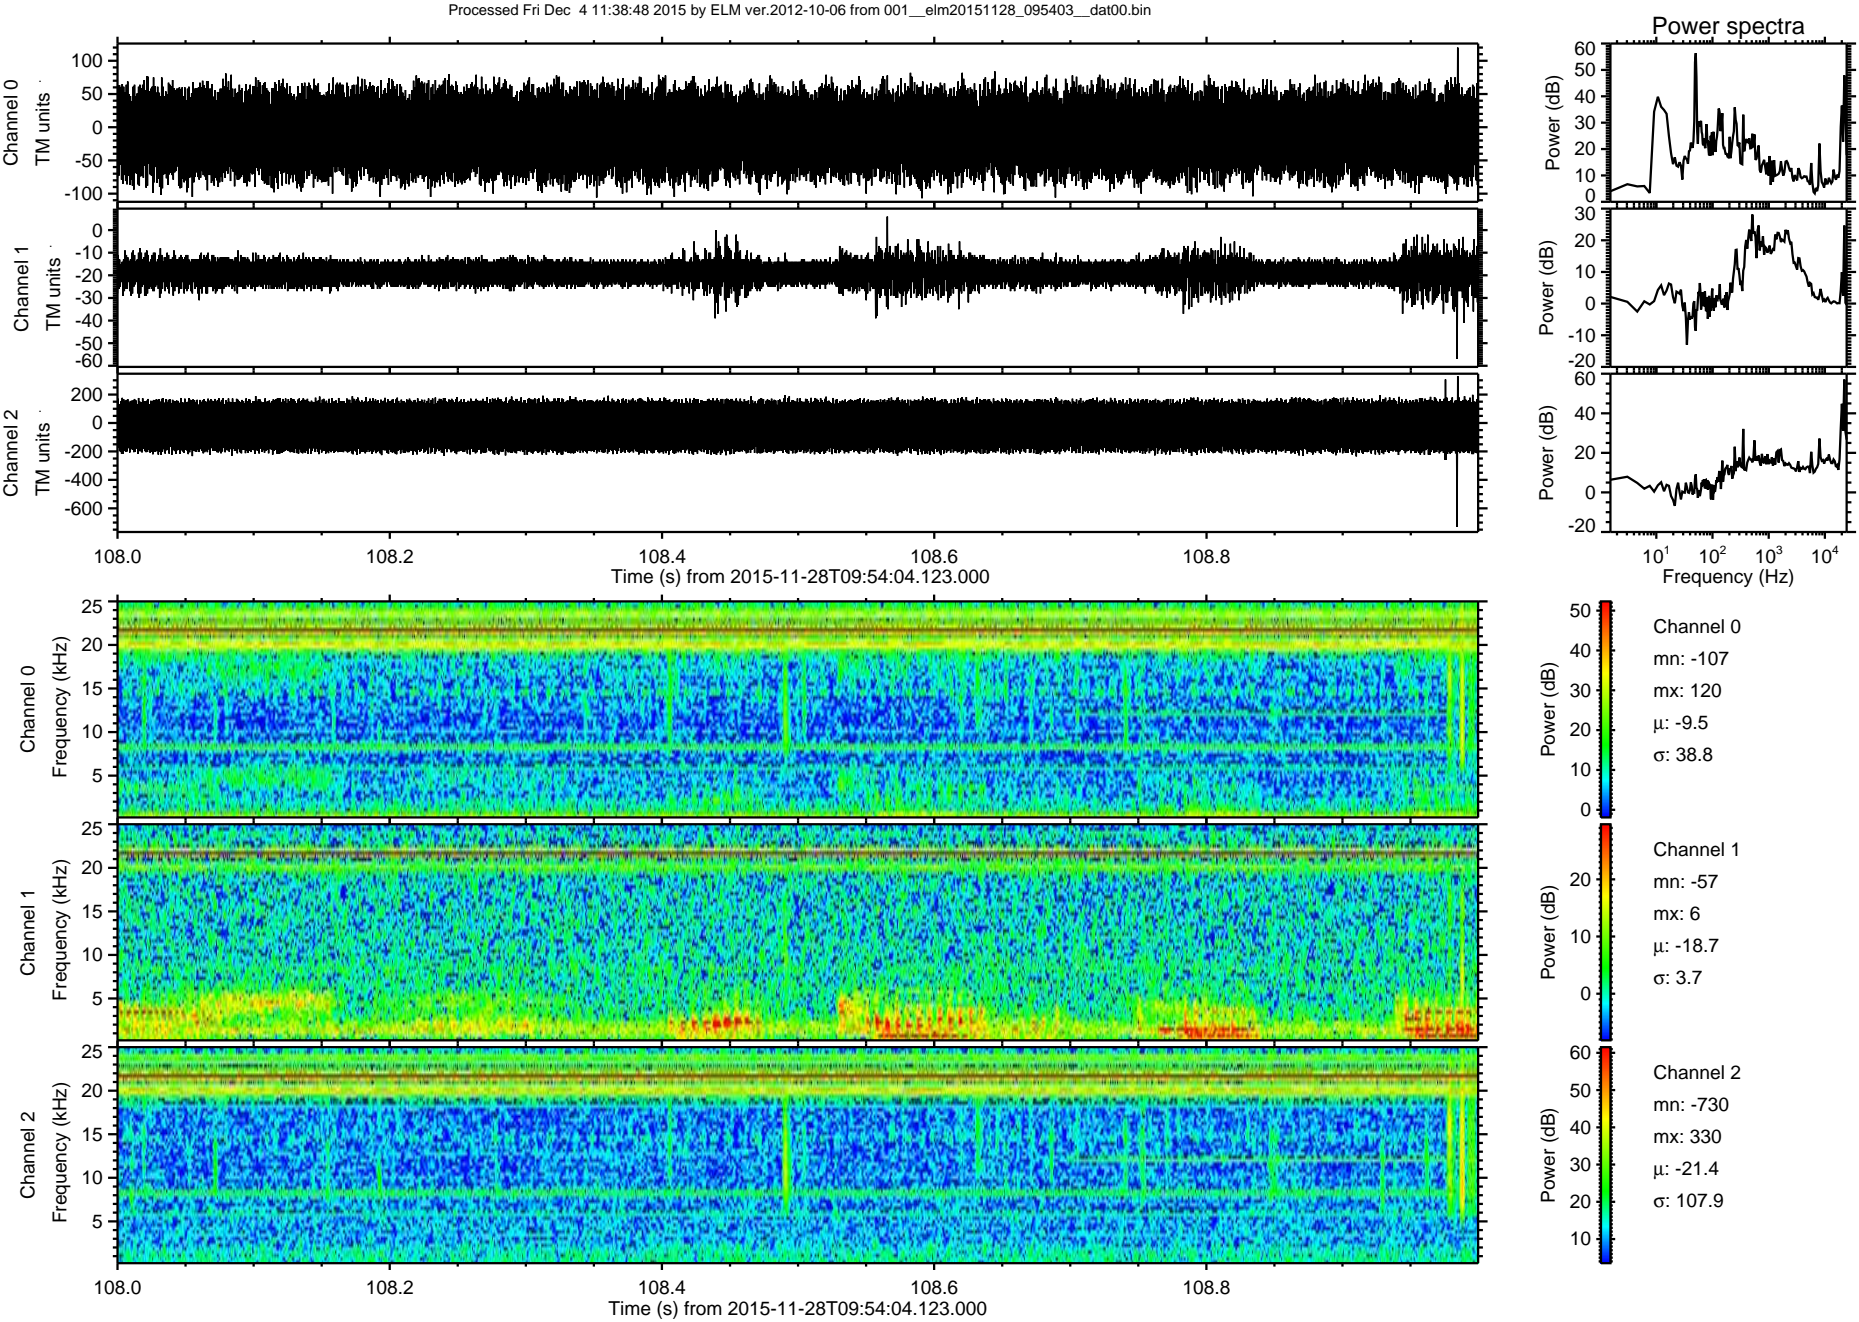 Processed Fri Dec  4 11:38:48 2015 by ELM ver.2012-10-06 from 001__elm20151128_095403__dat00.bin
Power spectra
Channel 0
TM units
100
50
0
-50
-100
Power (dB)
60
50
40
30
20
10
0
Channel 1
TM units
0
-10
-20
-30
-40
-50
-60
Power (dB)
30
20
10
0
-10
-20
Channel 2
TM units
200
0
-200
-400
-600
Power (dB)
60
40
20
0
-20
108.0 108.2 108.4 108.6 108.8
Time (s) from 2015-11-28T09:54:04.123.000
10^1 10^2 10^3 10^4
Frequency (Hz)
Channel 0
Frequency (kHz)
25
20
15
10
5
Power (dB)
50
40
30
20
10
0
Channel 0
mn: -107
mx: 120
μ: -9.5
σ: 38.8
Channel 1
Frequency (kHz)
25
20
15
10
5
Power (dB)
20
10
0
Channel 1
mn: -57
mx: 6
μ: -18.7
σ: 3.7
Channel 2
Frequency (kHz)
25
20
15
10
5
Power (dB)
60
50
40
30
20
10
Channel 2
mn: -730
mx: 330
μ: -21.4
σ: 107.9
108.0 108.2 108.4 108.6 108.8
Time (s) from 2015-11-28T09:54:04.123.000